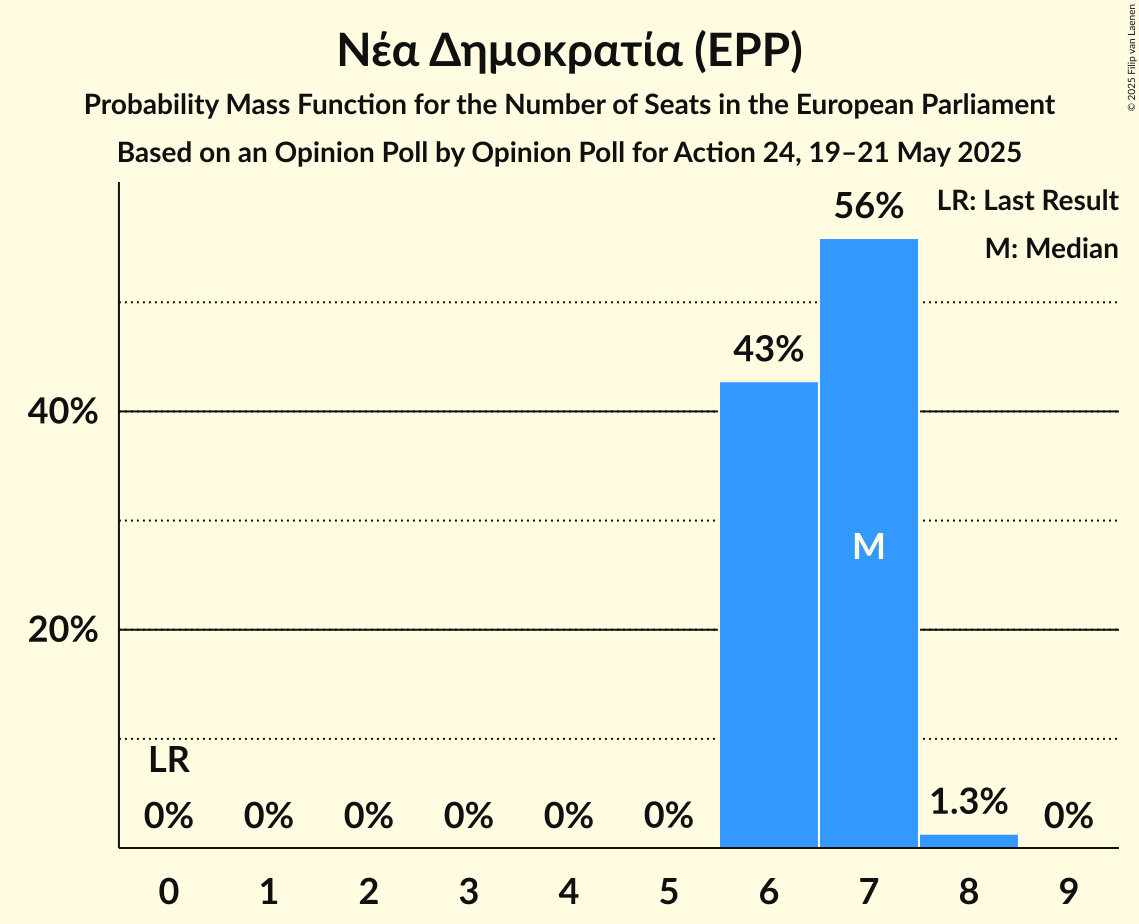 Νέα Δημοκρατία (EPP)
Probability Mass Function for the Number of Seats in the European Parliament
Based on an Opinion Poll by Opinion Poll for Action 24, 19–21 May 2025
© 2025 Filip van Laenen
LR: Last Result
M: Median
56%
43%
40%
M
20%
LR
0% 0% 0% 0% 0% 0% 1.3% 0%
0 1 2 3 4 5 6 7 8 9